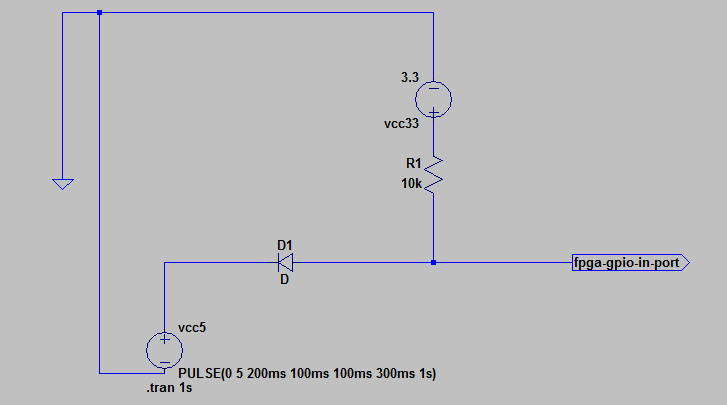 3.3
vcc33
R1
10k
D1
D
fpga-gpio-in-port
vcc5
PULSE(0 5 200ms 100ms 100ms 300ms 1s)
.tran 1s